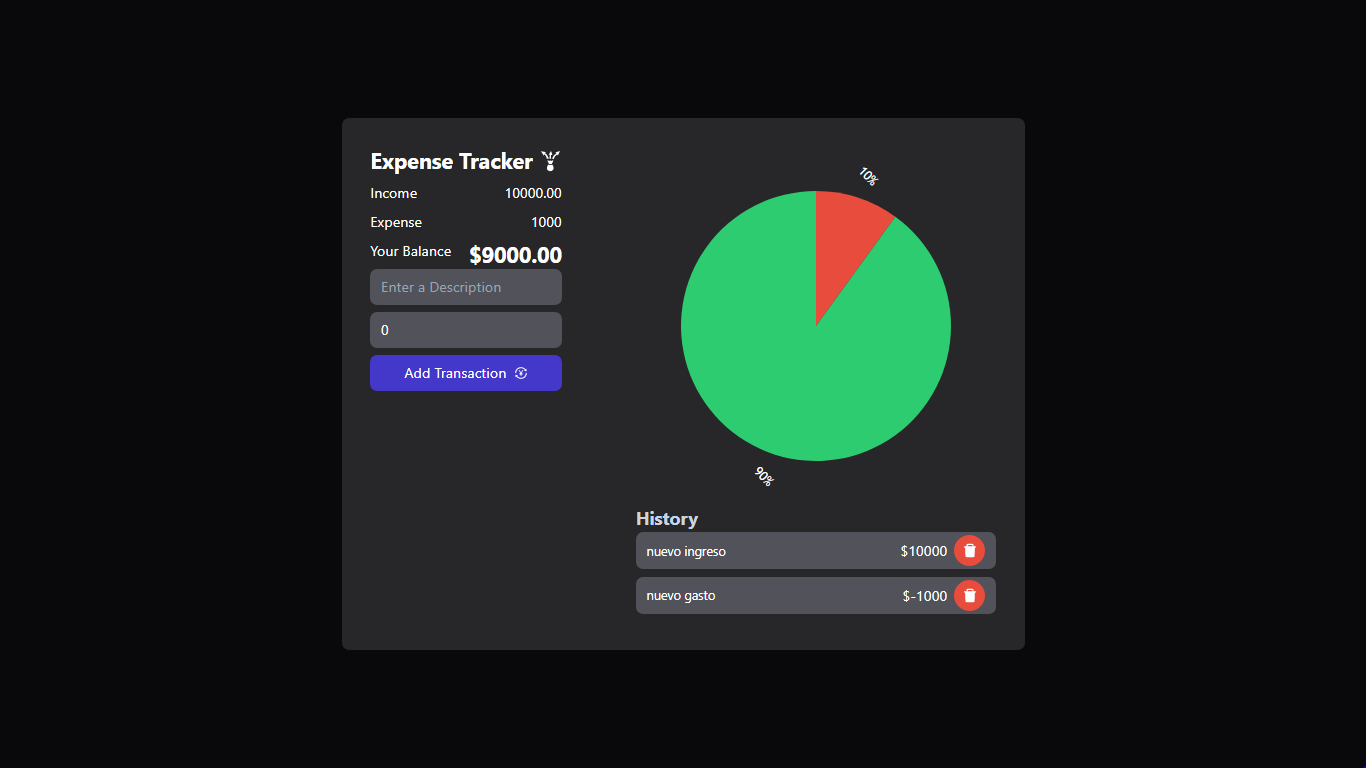 Expense Tracker
Income 10000.00
Expense 1000
Your Balance $9000.00
Enter a Description
0
Add Transaction
10%
90%
History
nuevo ingreso $10000
nuevo gasto $-1000